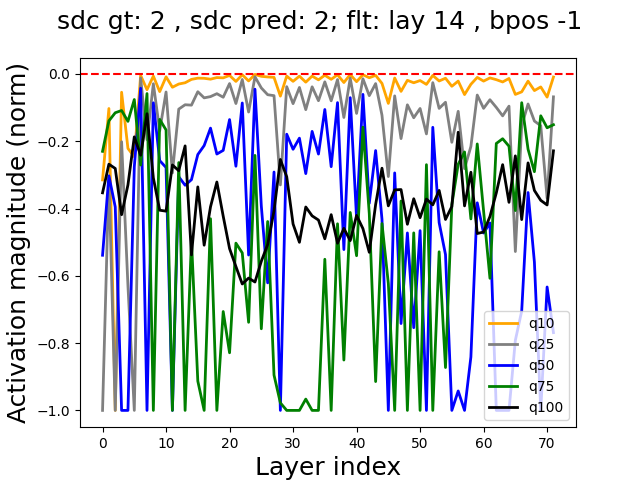 sdc gt: 2 , sdc pred: 2; flt: lay 14 , bpos -1
Activation magnitude (norm)
0.0
−0.2
−0.4
−0.6
−0.8
−1.0
q10
q25
q50
q75
q100
0 10 20 30 40 50 60 70
Layer index